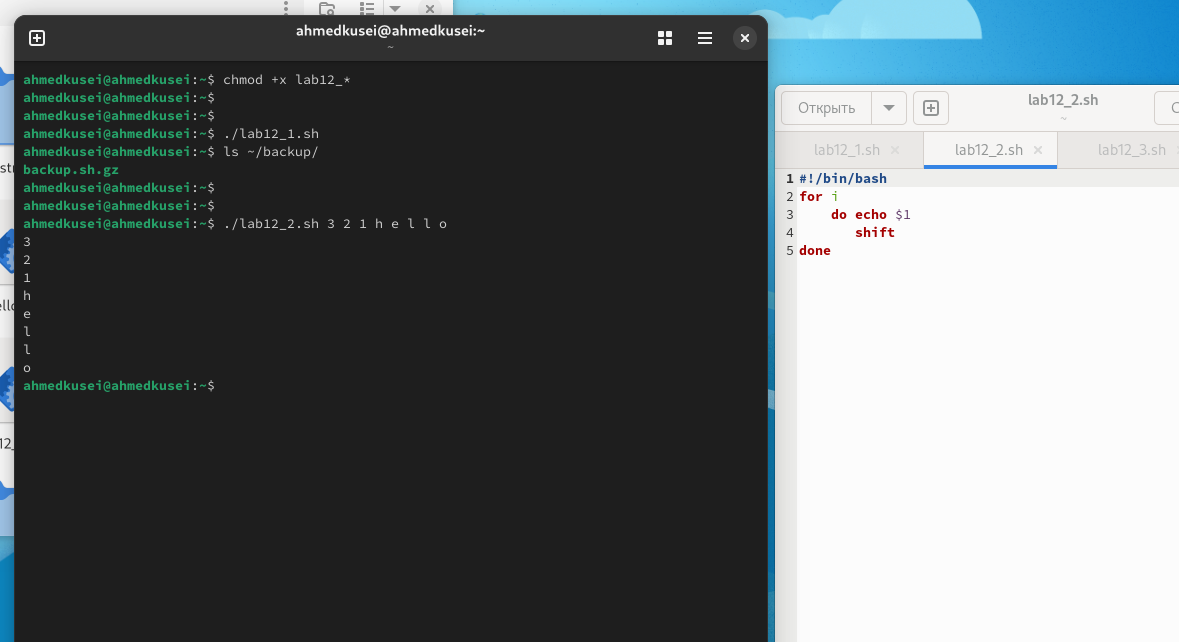 ahmedkusei@ahmedkusei:~
~
ahmedkusei@ahmedkusei:~$ chmod +x lab12_*
ahmedkusei@ahmedkusei:~$
ahmedkusei@ahmedkusei:~$
ahmedkusei@ahmedkusei:~$ ./lab12_1.sh
ahmedkusei@ahmedkusei:~$ ls ~/backup/
backup.sh.gz
ahmedkusei@ahmedkusei:~$
ahmedkusei@ahmedkusei:~$
ahmedkusei@ahmedkusei:~$ ./lab12_2.sh 3 2 1 h e l l o
3
2
1
h
e
l
l
o
ahmedkusei@ahmedkusei:~$
Открыть
lab12_2.sh
~
lab12_1.sh
lab12_2.sh
lab12_3.sh
1 #!/bin/bash
2 for i
3     do echo $1
4        shift
5 done